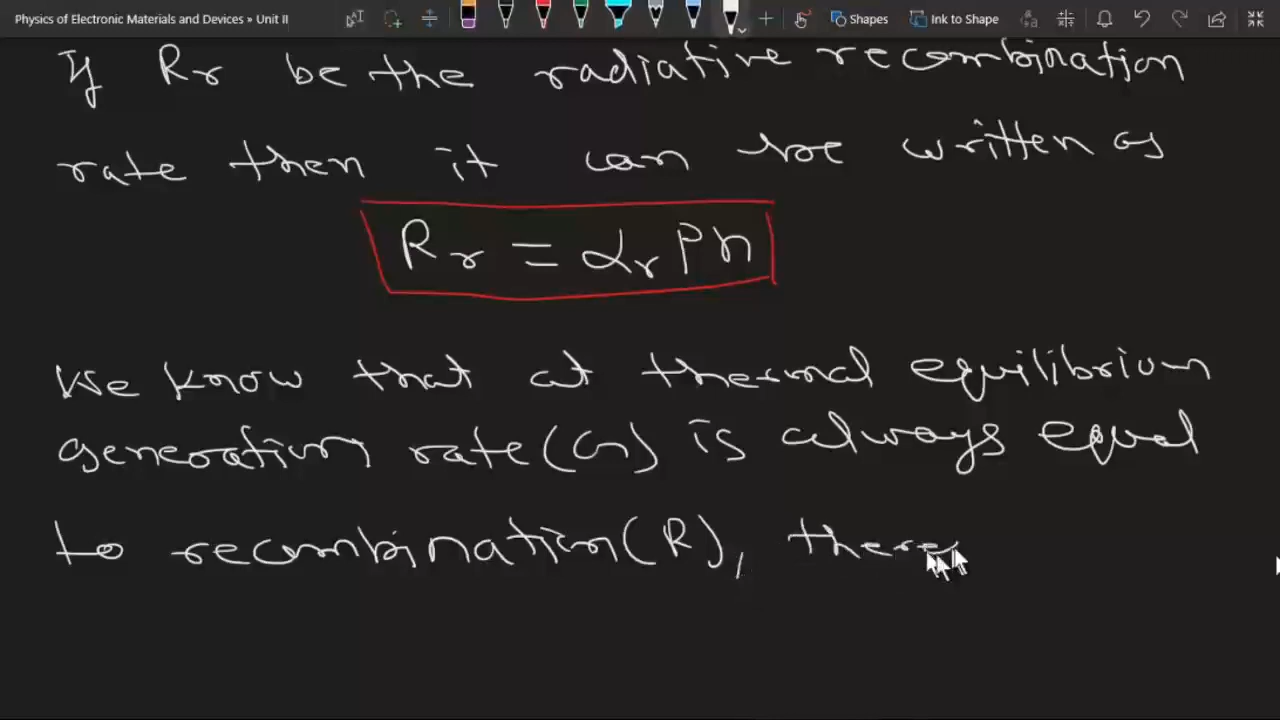 Physics of Electronic Materials and Devices » Unit II
Shapes
Ink to Shape
If Rr be the radiative recombination
rate then it can be written as
Rr = αr Pn
We know that at thermal equilibrium
generation rate (G) is always equal
to recombination (R), there